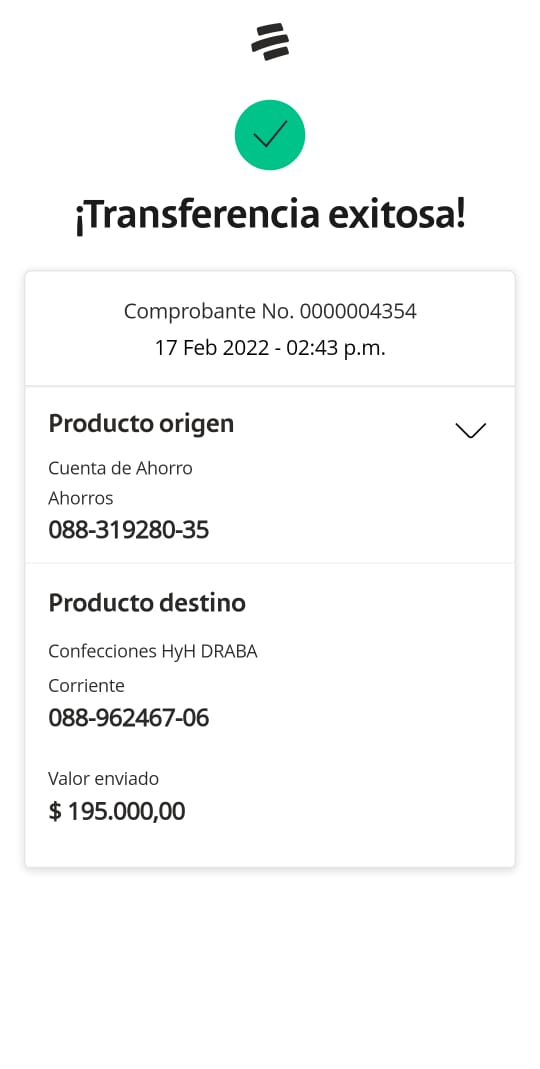 ¡Transferencia exitosa!
Comprobante No. 0000004354
17 Feb 2022 - 02:43 p.m.
Producto origen
Cuenta de Ahorro
Ahorros
088-319280-35
Producto destino
Confecciones HyH DRABA
Corriente
088-962467-06
Valor enviado
$ 195.000,00